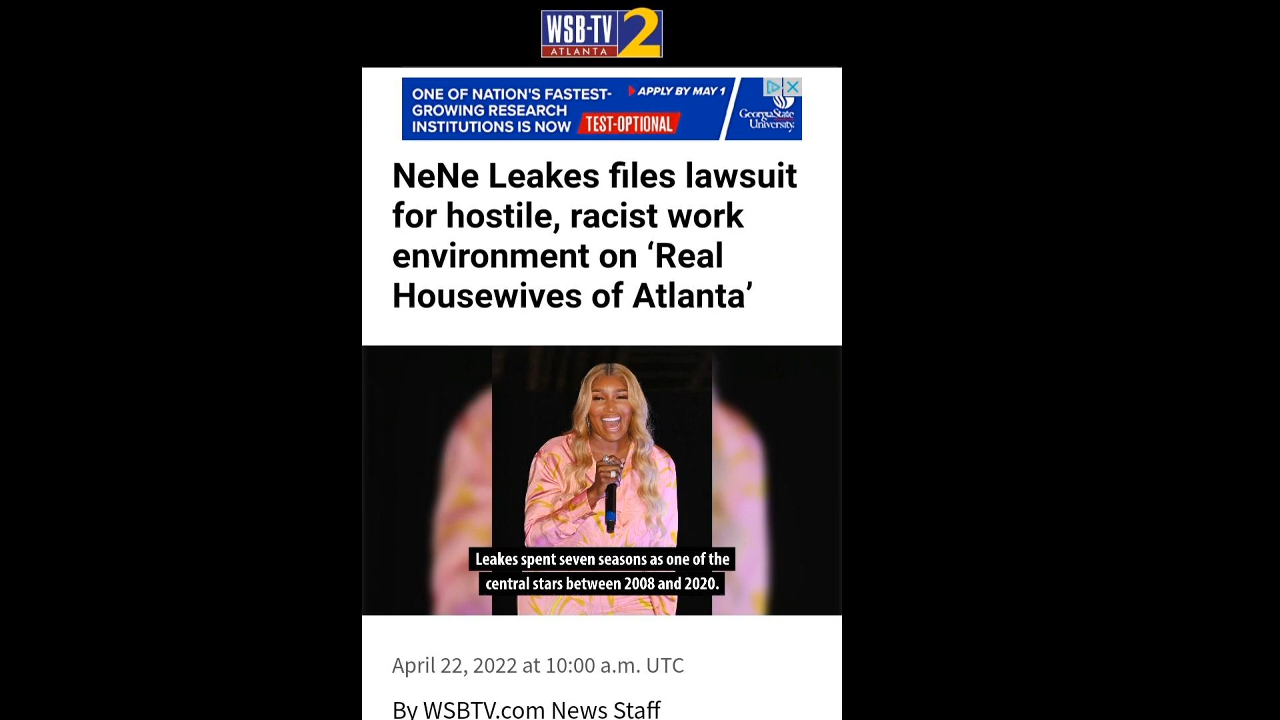 WSB-TV 2
ATLANTA
ONE OF NATION'S FASTEST-
GROWING RESEARCH
INSTITUTIONS IS NOW TEST-OPTIONAL
APPLY BY MAY 1
GeorgiaState
University
NeNe Leakes files lawsuit
for hostile, racist work
environment on ‘Real
Housewives of Atlanta’
Leakes spent seven seasons as one of the
central stars between 2008 and 2020.
April 22, 2022 at 10:00 a.m. UTC
By WSBTV.com News Staff